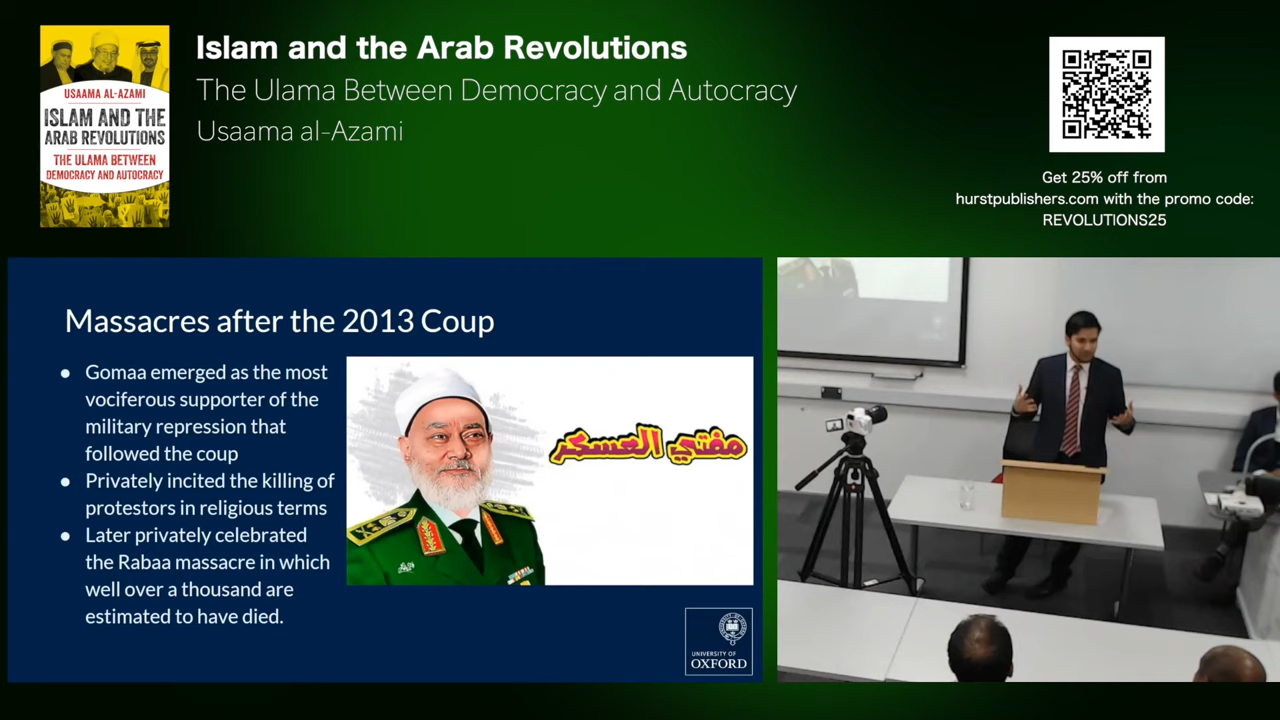 Islam and the Arab Revolutions
The Ulama Between Democracy and Autocracy
Usaama al-Azami
USAAMA AL-AZAMI
ISLAM AND THE
ARAB REVOLUTIONS
THE ULAMA BETWEEN
DEMOCRACY AND AUTOCRACY
Get 25% off from
hurstpublishers.com with the promo code:
REVOLUTIONS25
Massacres after the 2013 Coup
● Gomaa emerged as the most
vociferous supporter of the
military repression that
followed the coup
● Privately incited the killing of
protestors in religious terms
● Later privately celebrated
the Rabaa massacre in which
well over a thousand are
estimated to have died.
مفتي العسكر
UNIVERSITY OF
OXFORD